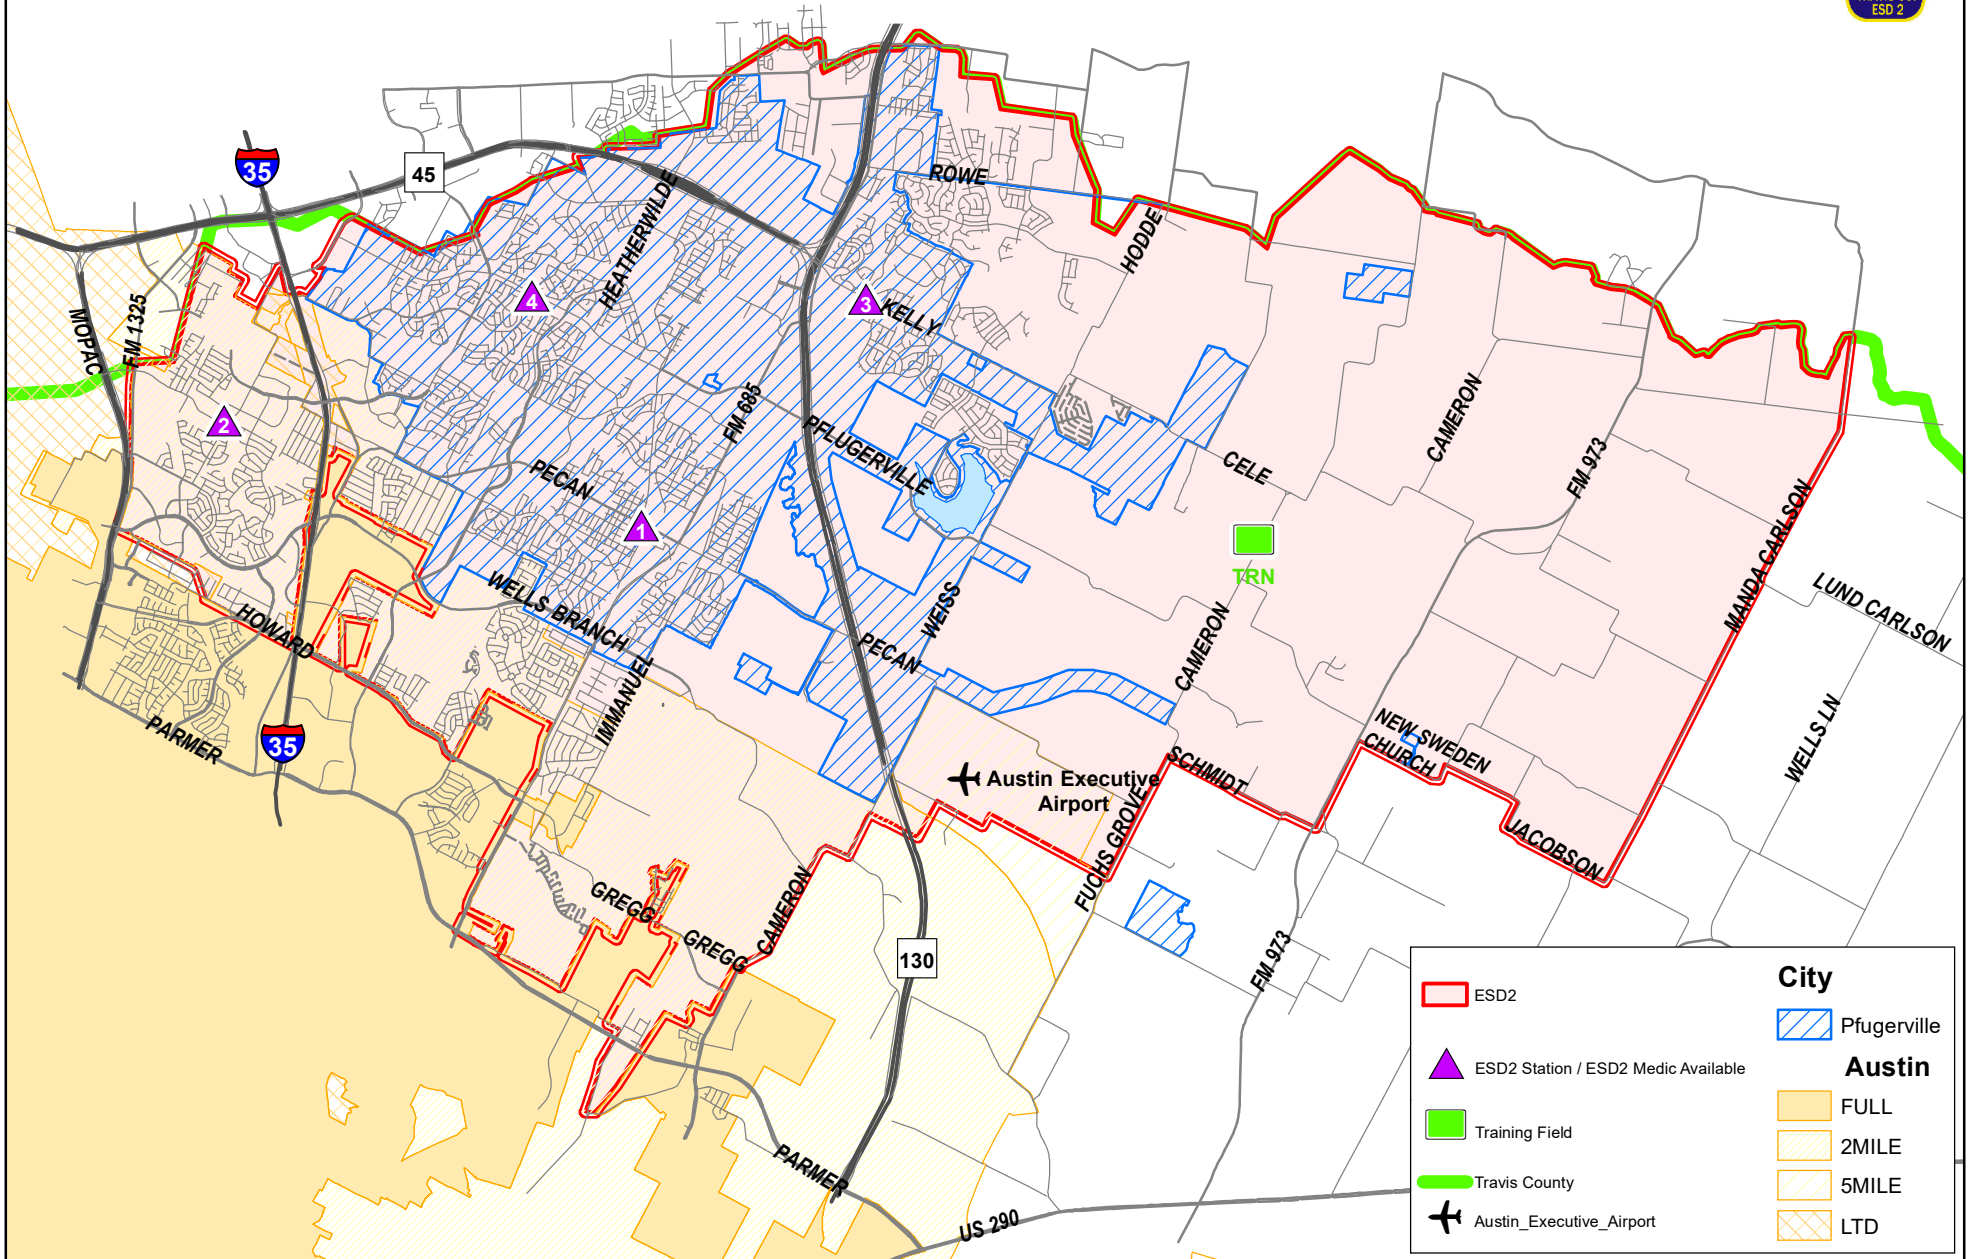 ESD 2
35
45
ROWE
HEATHERWILDE
HODDE
MOPAC
FM 1325
4
3
KELLY
2
FM 685
PFLUGERVILLE
PECAN
1
CELE
CAMERON
FM 973
MANDA CARLSON
TRN
WELLS BRANCH
WEISS
PECAN
CAMERON
LUND CARLSON
HOWARD
IMMANUEL
PARMER
35
WELLS LN
NEW SWEDEN
CHURCH
SCHMIDT
Austin Executive
Airport
FUCHS GROVE
JACOBSON
GREGG
GREGG
CAMERON
130
FM 973
PARMER
US 290
ESD2
ESD2 Station / ESD2 Medic Available
Training Field
Travis County
Austin_Executive_Airport
City
Pfugerville
Austin
FULL
2MILE
5MILE
LTD